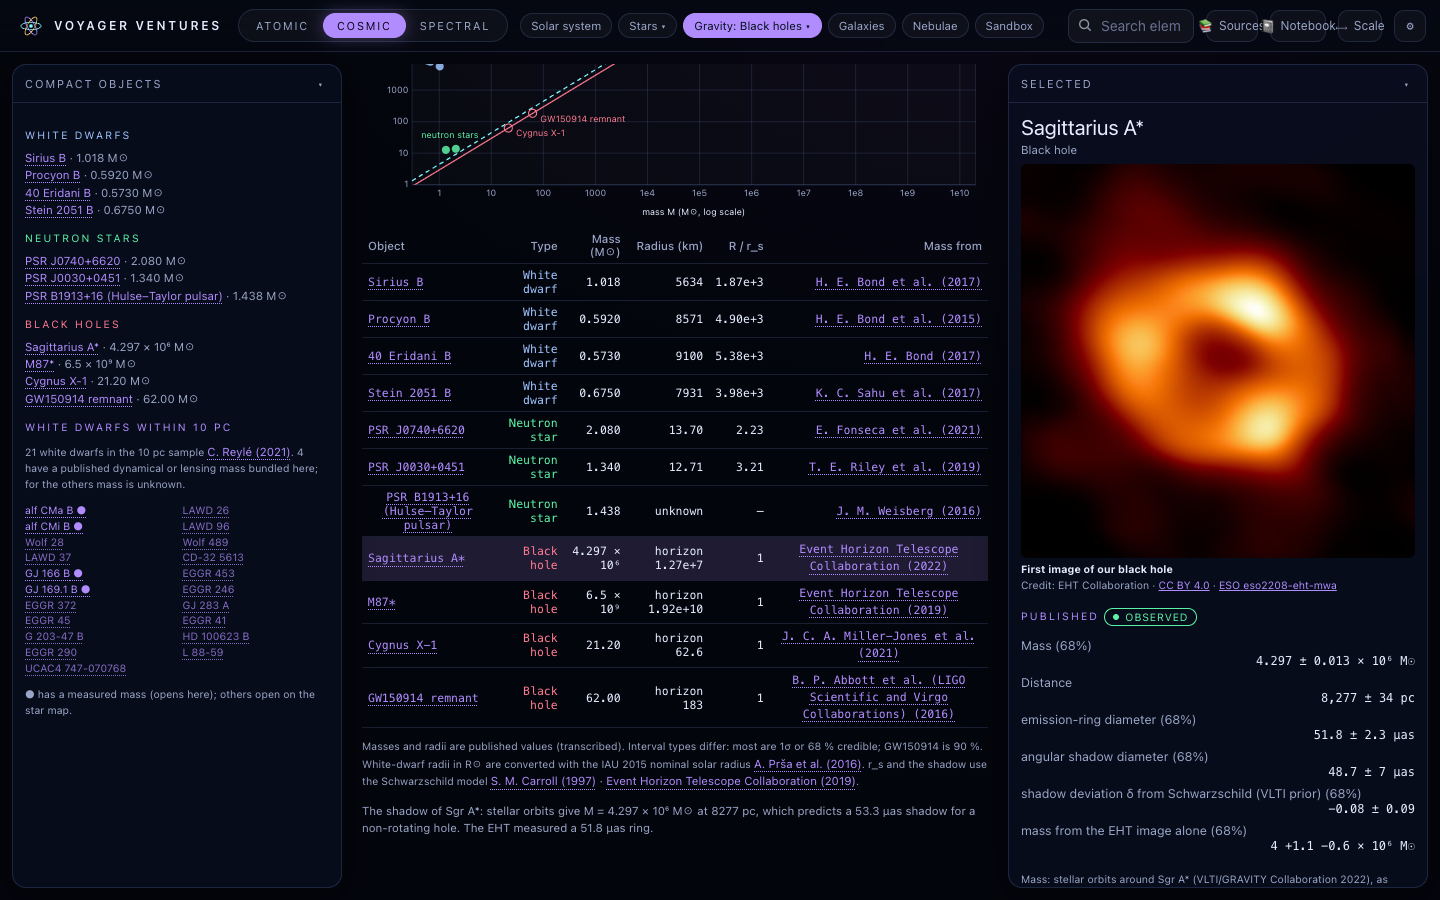 VOYAGER VENTURES
ATOMIC COSMIC SPECTRAL
Solar system Stars ▾ Gravity: Black holes ▾ Galaxies Nebulae Sandbox
Search elem
Sources Notebook Scale
COMPACT OBJECTS
WHITE DWARFS
Sirius B · 1.018 M☉
Procyon B · 0.5920 M☉
40 Eridani B · 0.5730 M☉
Stein 2051 B · 0.6750 M☉
NEUTRON STARS
PSR J0740+6620 · 2.080 M☉
PSR J0030+0451 · 1.340 M☉
PSR B1913+16 (Hulse–Taylor pulsar) · 1.438 M☉
BLACK HOLES
Sagittarius A* · 4.297 × 10⁶ M☉
M87* · 6.5 × 10⁹ M☉
Cygnus X-1 · 21.20 M☉
GW150914 remnant · 62.00 M☉
WHITE DWARFS WITHIN 10 PC
21 white dwarfs in the 10 pc sample C. Reylé (2021). 4
have a published dynamical or lensing mass bundled here;
for the others mass is unknown.
alf CMa B ● LAWD 26
alf CMi B ● LAWD 96
Wolf 28 Wolf 489
LAWD 37 CD-32 5613
GJ 166 B ● EGGR 453
GJ 169.1 B ● EGGR 246
EGGR 372 GJ 283 A
EGGR 45 EGGR 41
G 203-47 B HD 100623 B
EGGR 290 L 88-59
UCAC4 747-070768
● has a measured mass (opens here); others open on the
star map.
1000
100
10
1
GW150914 remnant
Cygnus X-1
neutron stars
1 10 100 1000 1e4 1e5 1e6 1e7 1e8 1e9 1e10
mass M (M☉, log scale)
Object Type Mass (M☉) Radius (km) R / r_s Mass from
Sirius B White dwarf 1.018 5634 1.87e+3 H. E. Bond et al. (2017)
Procyon B White dwarf 0.5920 8571 4.90e+3 H. E. Bond et al. (2015)
40 Eridani B White dwarf 0.5730 9100 5.38e+3 H. E. Bond (2017)
Stein 2051 B White dwarf 0.6750 7931 3.98e+3 K. C. Sahu et al. (2017)
PSR J0740+6620 Neutron star 2.080 13.70 2.23 E. Fonseca et al. (2021)
PSR J0030+0451 Neutron star 1.340 12.71 3.21 T. E. Riley et al. (2019)
PSR B1913+16 (Hulse–Taylor pulsar) Neutron star 1.438 unknown — J. M. Weisberg (2016)
Sagittarius A* Black hole 4.297 × 10⁶ horizon 1.27e+7 1 Event Horizon Telescope Collaboration (2022)
M87* Black hole 6.5 × 10⁹ horizon 1.92e+10 1 Event Horizon Telescope Collaboration (2019)
Cygnus X-1 Black hole 21.20 horizon 62.6 1 J. C. A. Miller-Jones et al. (2021)
GW150914 remnant Black hole 62.00 horizon 183 1 B. P. Abbott et al. (LIGO Scientific and Virgo Collaborations) (2016)
Masses and radii are published values (transcribed). Interval types differ: most are 1σ or 68 % credible; GW150914 is 90 %.
White-dwarf radii in R☉ are converted with the IAU 2015 nominal solar radius A. Prša et al. (2016). r_s and the shadow use
the Schwarzschild model S. M. Carroll (1997) · Event Horizon Telescope Collaboration (2019).
The shadow of Sgr A*: stellar orbits give M = 4.297 × 10⁶ M☉ at 8277 pc, which predicts a 53.3 µas shadow for a
non-rotating hole. The EHT measured a 51.8 µas ring.
SELECTED
Sagittarius A*
Black hole
First image of our black hole
Credit: EHT Collaboration · CC BY 4.0 · ESO eso2208-eht-mwa
PUBLISHED ● OBSERVED
Mass (68%)
4.297 ± 0.013 × 10⁶ M☉
Distance
8,277 ± 34 pc
emission-ring diameter (68%)
51.8 ± 2.3 µas
angular shadow diameter (68%)
48.7 ± 7 µas
shadow deviation δ from Schwarzschild (VLTI prior) (68%)
−0.08 ± 0.09
mass from the EHT image alone (68%)
4 +1.1 −0.6 × 10⁶ M☉
Mass: stellar orbits around Sgr A* (VLTI/GRAVITY Collaboration 2022), as